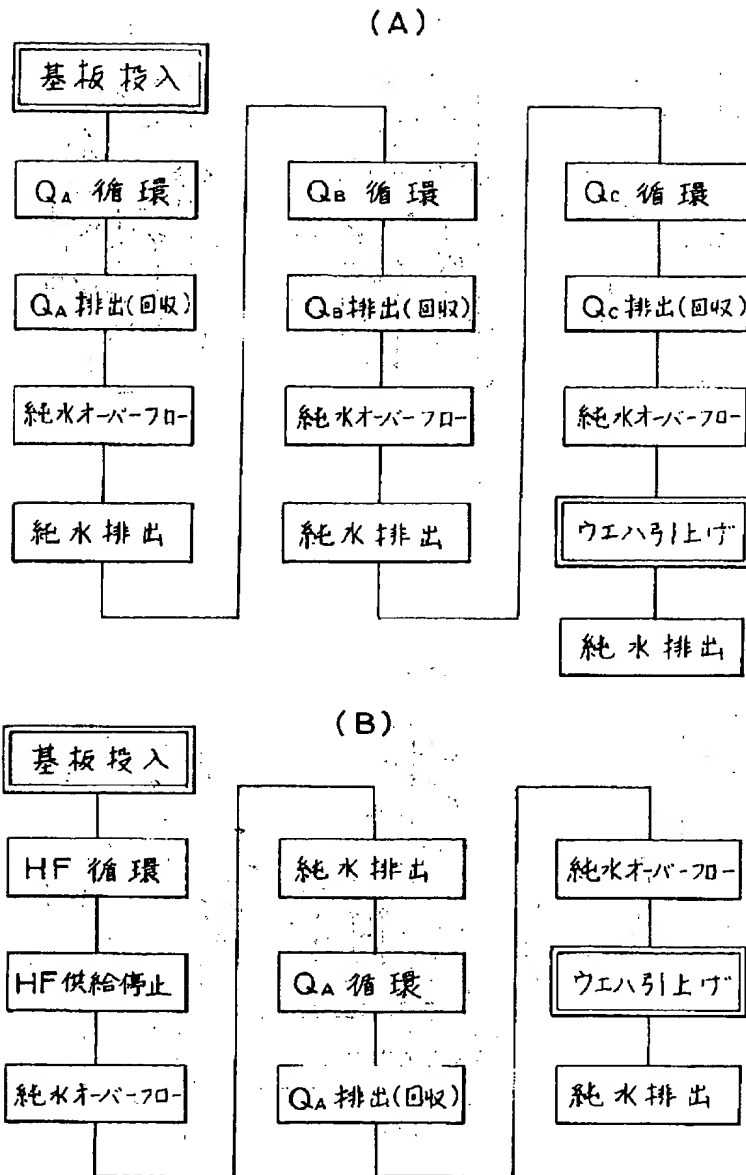 (A)
基板投入
QA 循環
QA 排出(回収)
純水オーバーフロー
純水排出
QB 循環
QB 排出(回収)
純水オーバーフロー
純水排出
QC 循環
QC 排出(回収)
純水オーバーフロー
ウエハ引上げ
純水排出
(B)
基板投入
HF 循環
HF 供給停止
純水オーバーフロー
純水排出
QA 循環
QA 排出(回収)
純水オーバーフロー
ウエハ引上げ
純水排出